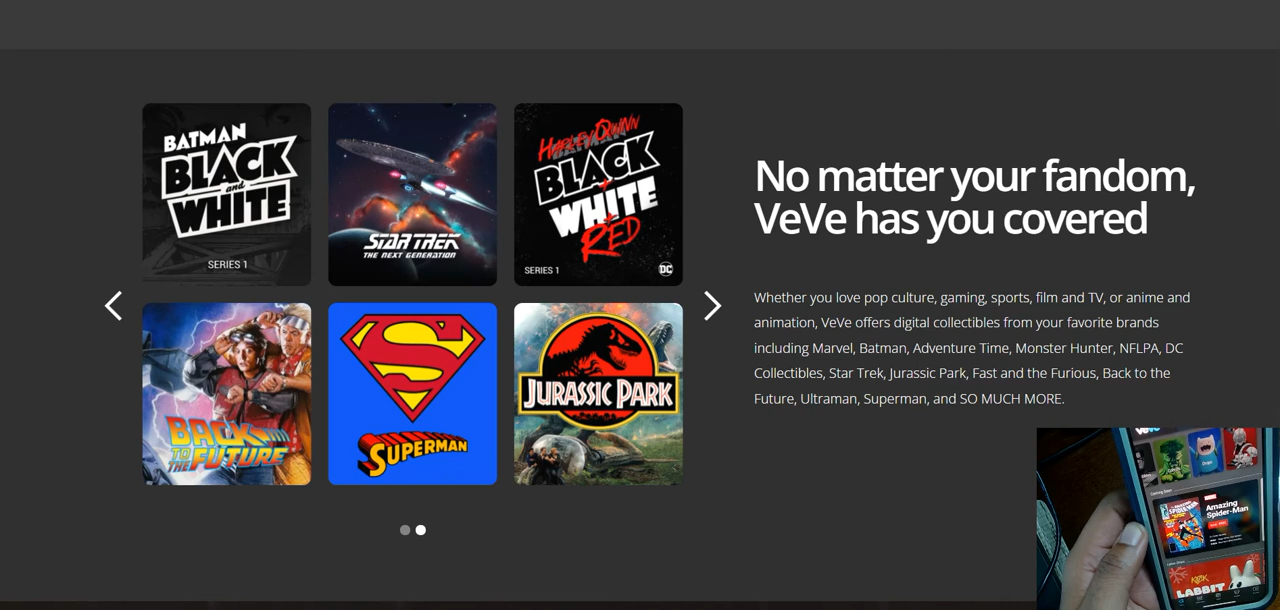 BATMAN
BLACK
and
WHITE
SERIES 1
STAR TREK
THE NEXT GENERATION
HARLEY QUINN
BATMAN
BLACK
+
WHITE
+
RED
SERIES 1
DC
BACK
TO
THE FUTURE
SUPERMAN
JURASSIC PARK
No matter your fandom,
VeVe has you covered
Whether you love pop culture, gaming, sports, film and TV, or anime and
animation, VeVe offers digital collectibles from your favorite brands
including Marvel, Batman, Adventure Time, Monster Hunter, NFLPA, DC
Collectibles, Star Trek, Jurassic Park, Fast and the Furious, Back to the
Future, Ultraman, Superman, and SO MUCH MORE.
MARVEL
Amazing
Spider-Man
LABBIT